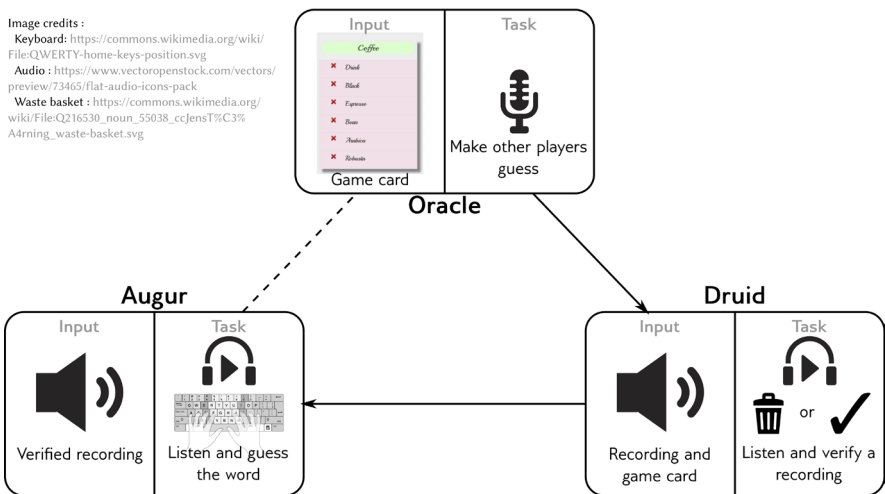 Image credits :
Keyboard: https://commons.wikimedia.org/wiki/
File:QWERTY-home-keys-position.svg
Audio : https://www.vectoropenstock.com/vectors/
preview/73465/flat-audio-icons-pack
Waste basket : https://commons.wikimedia.org/
wiki/File:Q216530_noun_55038_ccJensT%C3%
A4rning_waste-basket.svg
Input
Coffee
Drink
Black
Espresso
Bean
Arabica
Robusta
Game card
Task
Make other players
guess
Oracle
Augur
Input
Verified recording
Task
Listen and guess
the word
Druid
Input
Recording and
game card
Task
or
Listen and verify a
recording